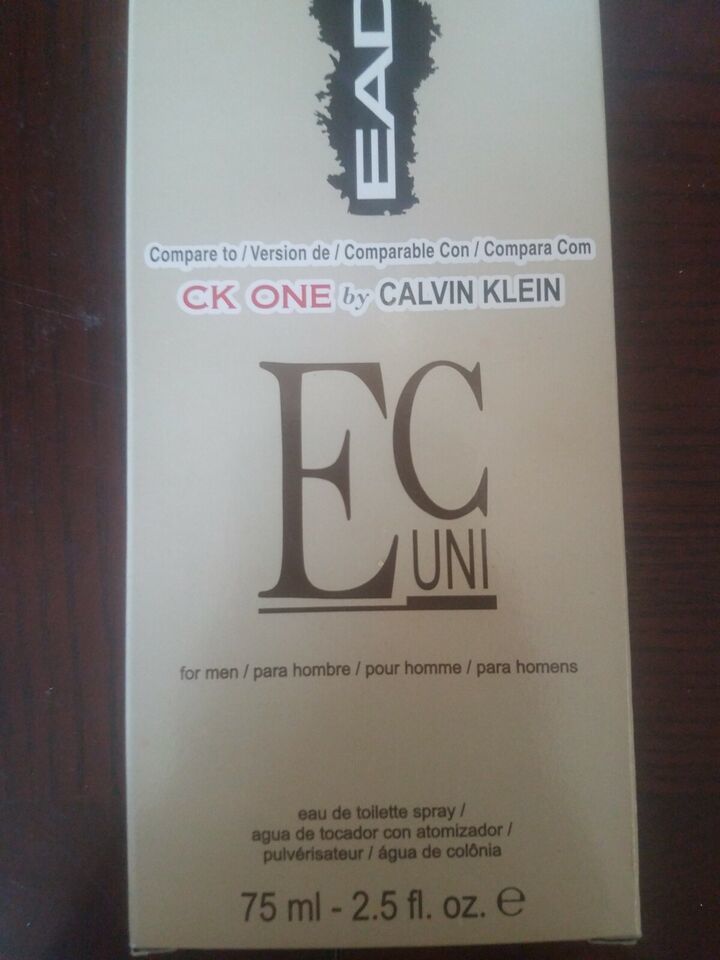 EAD
Compare to / Version de / Comparable Con / Compara Com
CK ONE by CALVIN KLEIN
EC
UNI
for men / para hombre / pour homme / para homens
eau de toilette spray /
agua de tocador con atomizador /
pulvérisateur / água de colônia
75 ml - 2.5 fl. oz. ℮